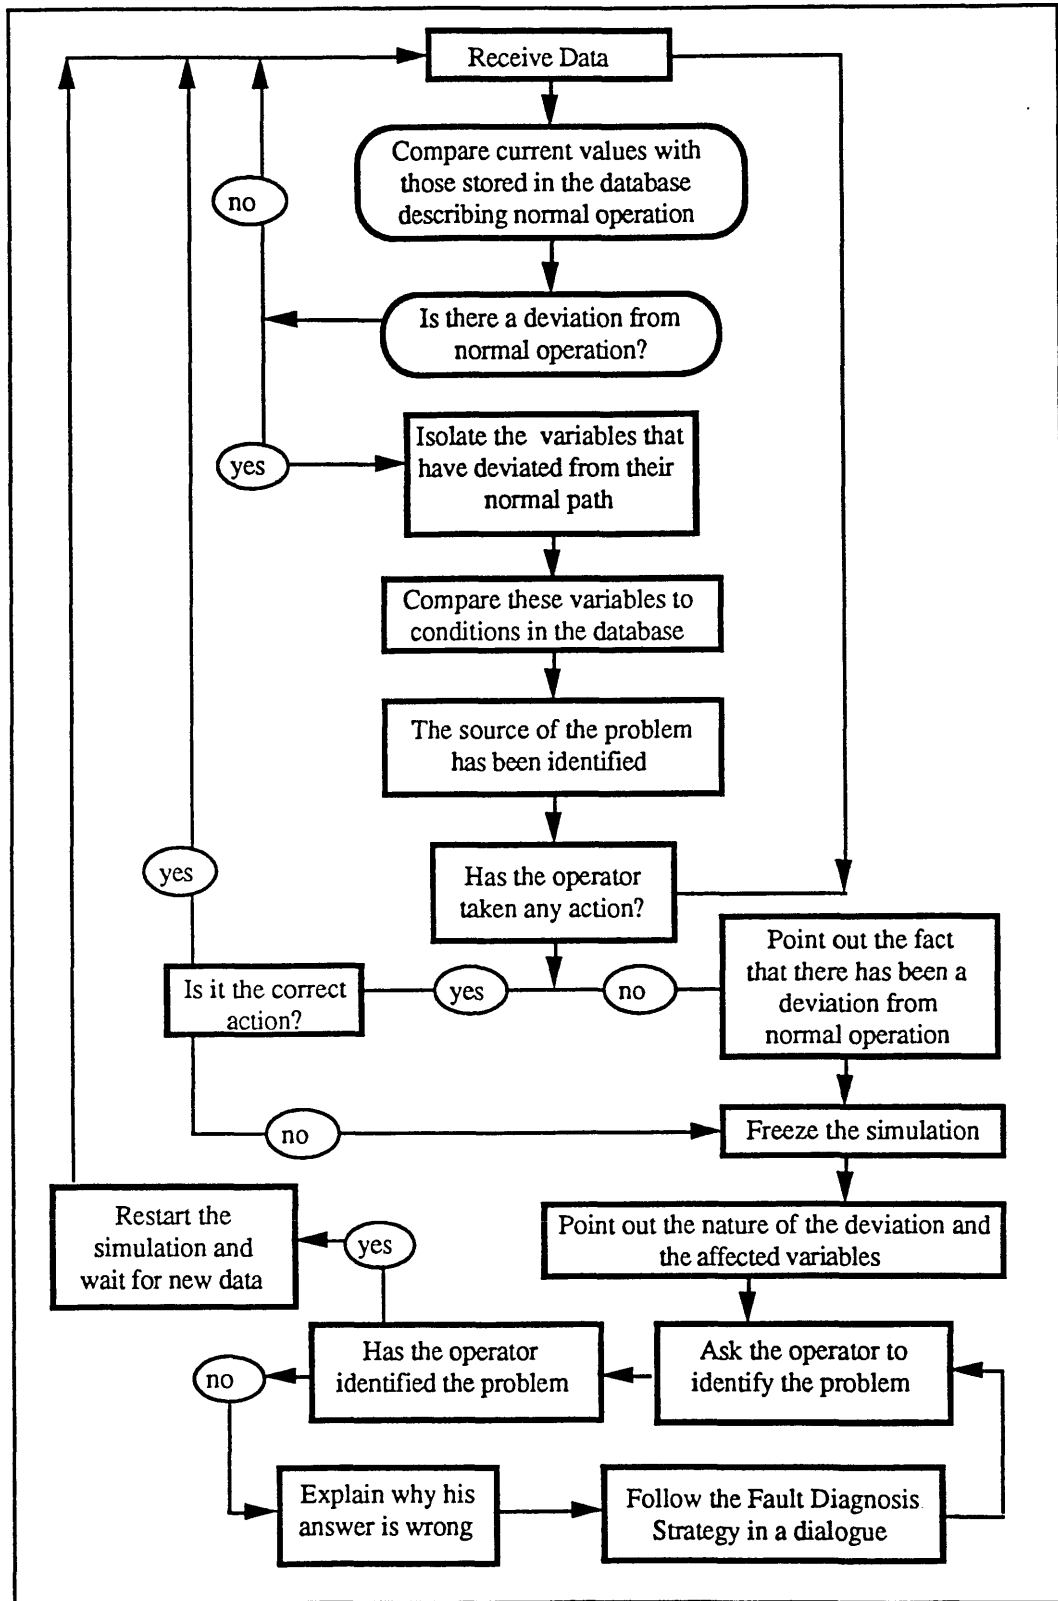 Receive Data
Compare current values with
those stored in the database
describing normal operation
no
Is there a deviation from
normal operation?
Isolate the variables that
have deviated from their
normal path
yes
Compare these variables to
conditions in the database
The source of the problem
has been identified
yes
Has the operator
taken any action?
Point out the fact
that there has been a
deviation from
normal operation
Is it the correct
action?
yes
no
no
Freeze the simulation
Restart the
simulation and
wait for new data
yes
Point out the nature of the deviation and
the affected variables
Has the operator
identified the problem
Ask the operator to
identify the problem
no
Explain why his
answer is wrong
Follow the Fault Diagnosis
Strategy in a dialogue